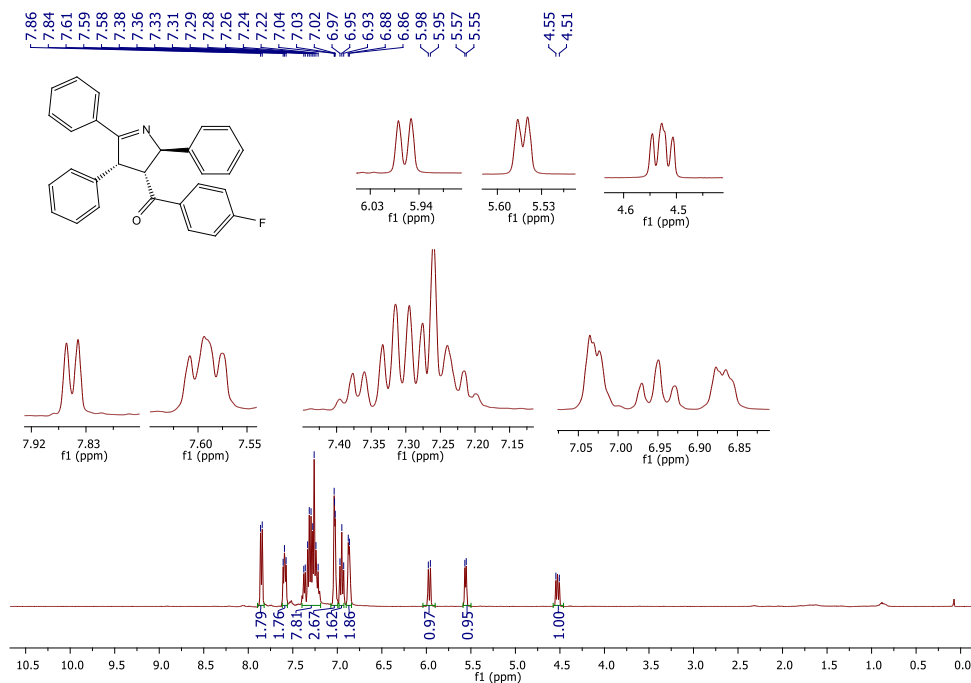 7.86 7.84 7.61 7.59 7.58 7.38 7.36 7.33 7.31 7.29 7.28 7.26 7.24 7.22 7.04 7.03 7.02 6.97 6.95 6.93 6.88 6.86 5.98 5.95 5.57 5.55 4.55 4.51
N
O
F
6.03 5.94
f1 (ppm)
5.60 5.53
f1 (ppm)
4.6 4.5
f1 (ppm)
7.92 7.83
f1 (ppm)
7.60 7.55
f1 (ppm)
7.40 7.35 7.30 7.25 7.20 7.15
f1 (ppm)
7.05 7.00 6.95 6.90 6.85
f1 (ppm)
1.79 1.76 7.81 2.67 1.62 1.86 0.97 0.95 1.00
10.5 10.0 9.5 9.0 8.5 8.0 7.5 7.0 6.5 6.0 5.5 5.0 4.5 4.0 3.5 3.0 2.5 2.0 1.5 1.0 0.5 0.0
f1 (ppm)